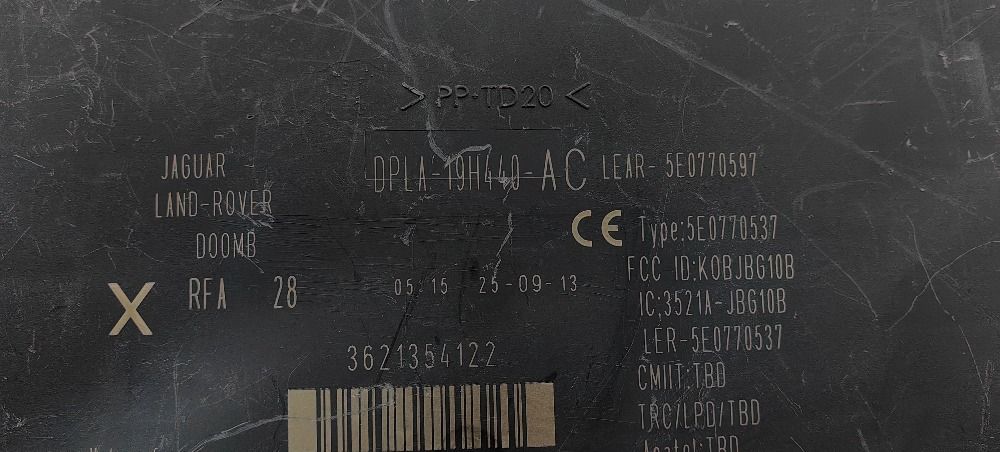 > PP-TD20 <
JAGUAR
LAND-ROVER
DOOMB
DPLA-19H440-AC LEAR-5E0770597
CE
Type:5E0770537
FCC ID:KOBJBG10B
IC;3521A-JBG10B
LER-5E0770537
CMIIT:TBD
TRC/LPD/TBD
X RFA 28 05:15 25-09-13
3621354122